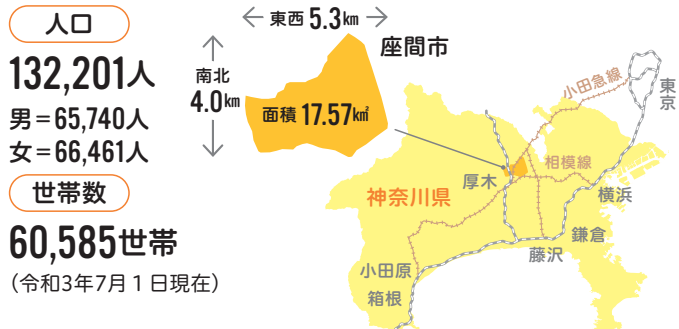 人口
132,201人
男＝65,740人
女＝66,461人
世帯数
60,585世帯
（令和3年7月1日現在）
東西 5.3㎞
南北
4.0㎞
面積 17.57㎢
座間市
小田急線
東京
相模線
厚木
神奈川県
横浜
鎌倉
藤沢
小田原
箱根